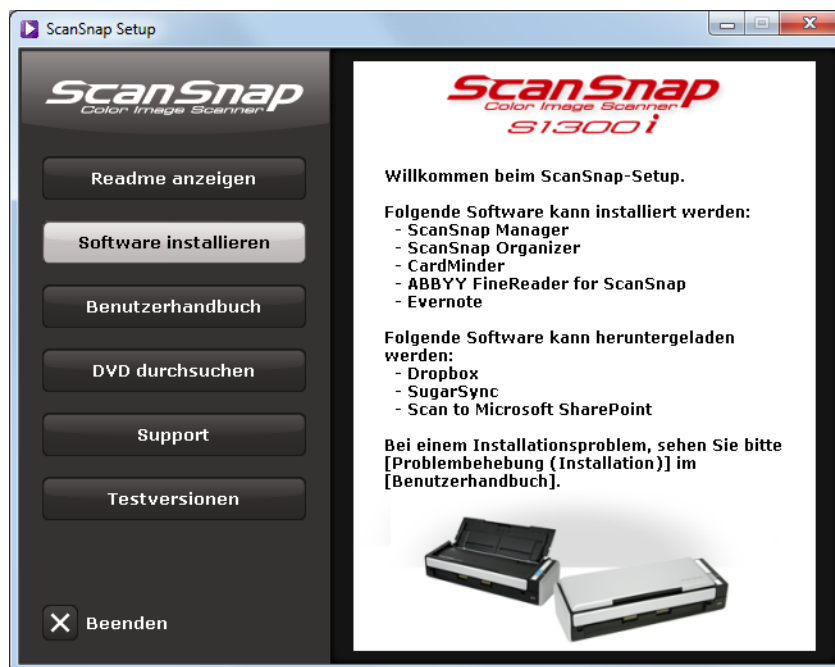 ScanSnap Setup
ScanSnap
Color Image Scanner
Readme anzeigen
Software installieren
Benutzerhandbuch
DVD durchsuchen
Support
Testversionen
Beenden
ScanSnap
Color Image Scanner
S1300i
Willkommen beim ScanSnap-Setup.
Folgende Software kann installiert werden:
- ScanSnap Manager
- ScanSnap Organizer
- CardMinder
- ABBYY FineReader for ScanSnap
- Evernote
Folgende Software kann heruntergeladen
werden:
- Dropbox
- SugarSync
- Scan to Microsoft SharePoint
Bei einem Installationsproblem, sehen Sie bitte
[Problembehebung (Installation)] im
[Benutzerhandbuch].